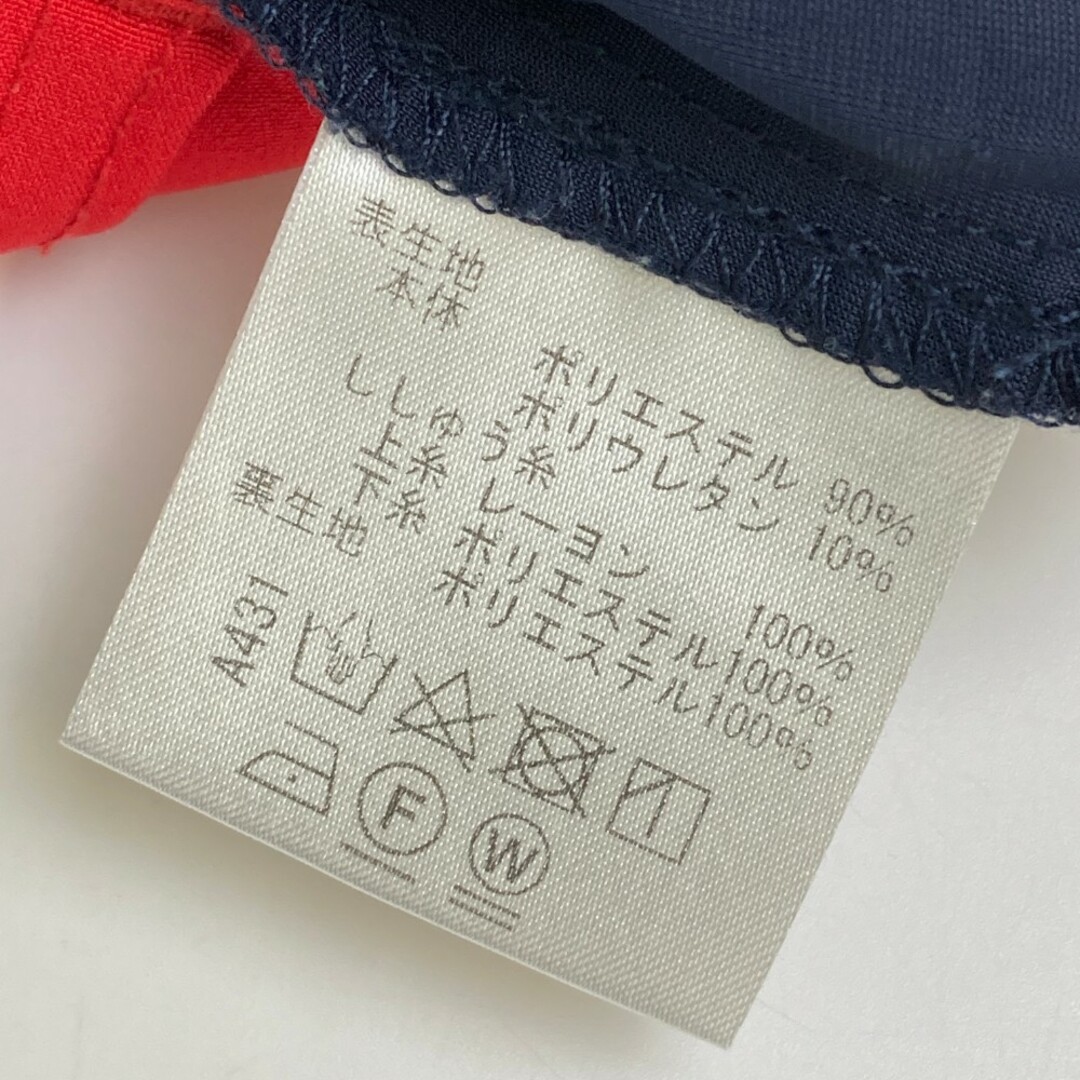 表生地
本体
ポリエステル 90%
ポリウレタン 10%
ししゅう糸
上糸 レーヨン 100%
下糸 ポリエステル100%
裏生地 ポリエステル100%
A431
F
W